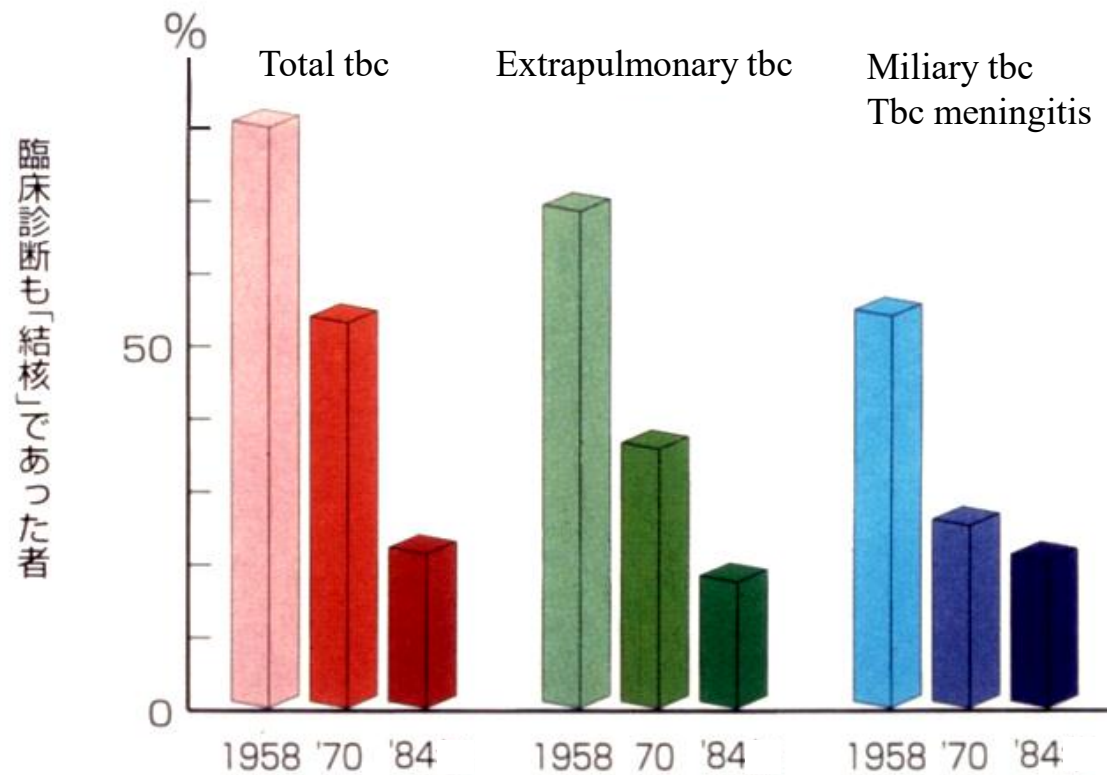 %
Total tbc
Extrapulmonary tbc
Miliary tbc
Tbc meningitis
臨床診断も「結核」であった者
50
0
1958 '70 '84
1958 70 '84
1958 '70 '84